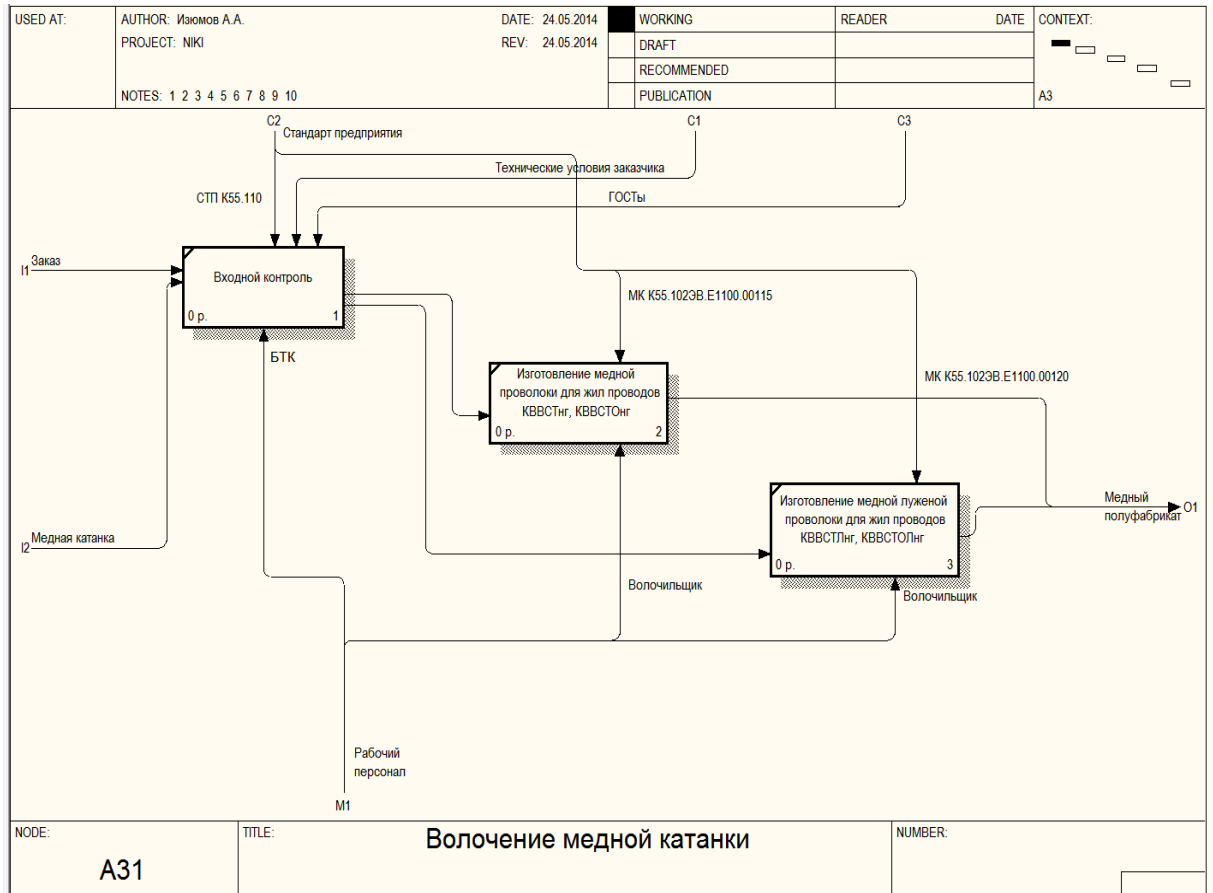 USED AT:
AUTHOR: Изюмов А.А.
DATE: 24.05.2014
PROJECT: NIKI
REV: 24.05.2014
NOTES: 1 2 3 4 5 6 7 8 9 10
WORKING
DRAFT
RECOMMENDED
PUBLICATION
READER
DATE
CONTEXT:
A3
C2
Стандарт предприятия
C1
C3
Технические условия заказчика
СТП К55.110
ГОСТы
I1
Заказ
Входной контроль
0 р.
1
БТК
МК К55.102ЭВ.Е1100.00115
Изготовление медной
проволоки для жил проводов
КВВСТнг, КВВСТОнг
0 р.
2
МК К55.102ЭВ.Е1100.00120
Изготовление медной луженой
проволоки для жил проводов
КВВСТЛнг, КВВСТОЛнг
0 р.
3
Медный
полуфабрикат
O1
I2
Медная катанка
Волочильщик
Волочильщик
Рабочий
персонал
M1
NODE:
A31
TITLE:
Волочение медной катанки
NUMBER: